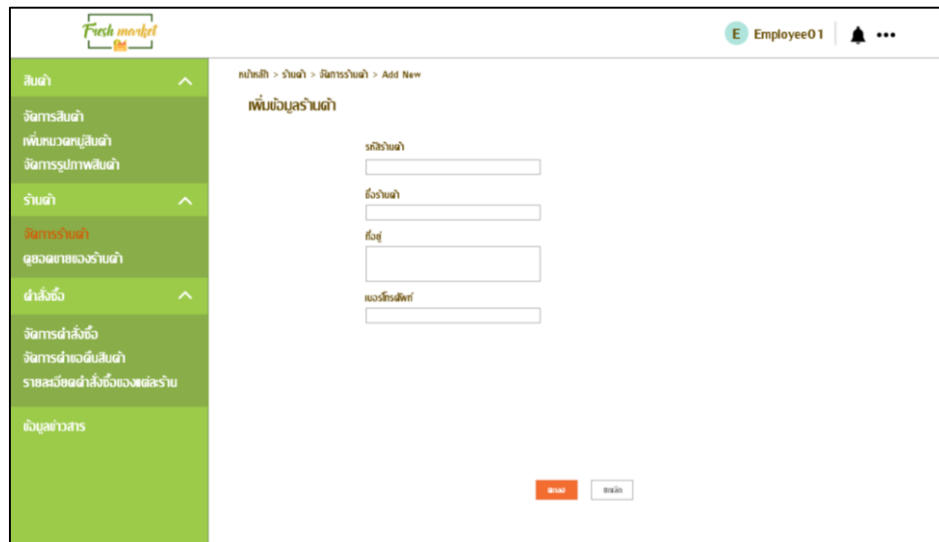 Fresh market
E Employee01
สินค้า
จัดการสินค้า
เพิ่มหมวดหมู่สินค้า
จัดการรูปภาพสินค้า
ร้านค้า
จัดการร้านค้า
ดูยอดขายของร้านค้า
คำสั่งซื้อ
จัดการคำสั่งซื้อ
จัดการคำขอคืนสินค้า
รายละเอียดคำสั่งซื้อของแต่ละร้าน
ข้อมูลข่าวสาร
หน้าหลัก > ร้านค้า > จัดการร้านค้า > Add New
เพิ่มข้อมูลร้านค้า
รหัสร้านค้า
ชื่อร้านค้า
ที่อยู่
เบอร์โทรศัพท์
ตกลง
ยกเลิก